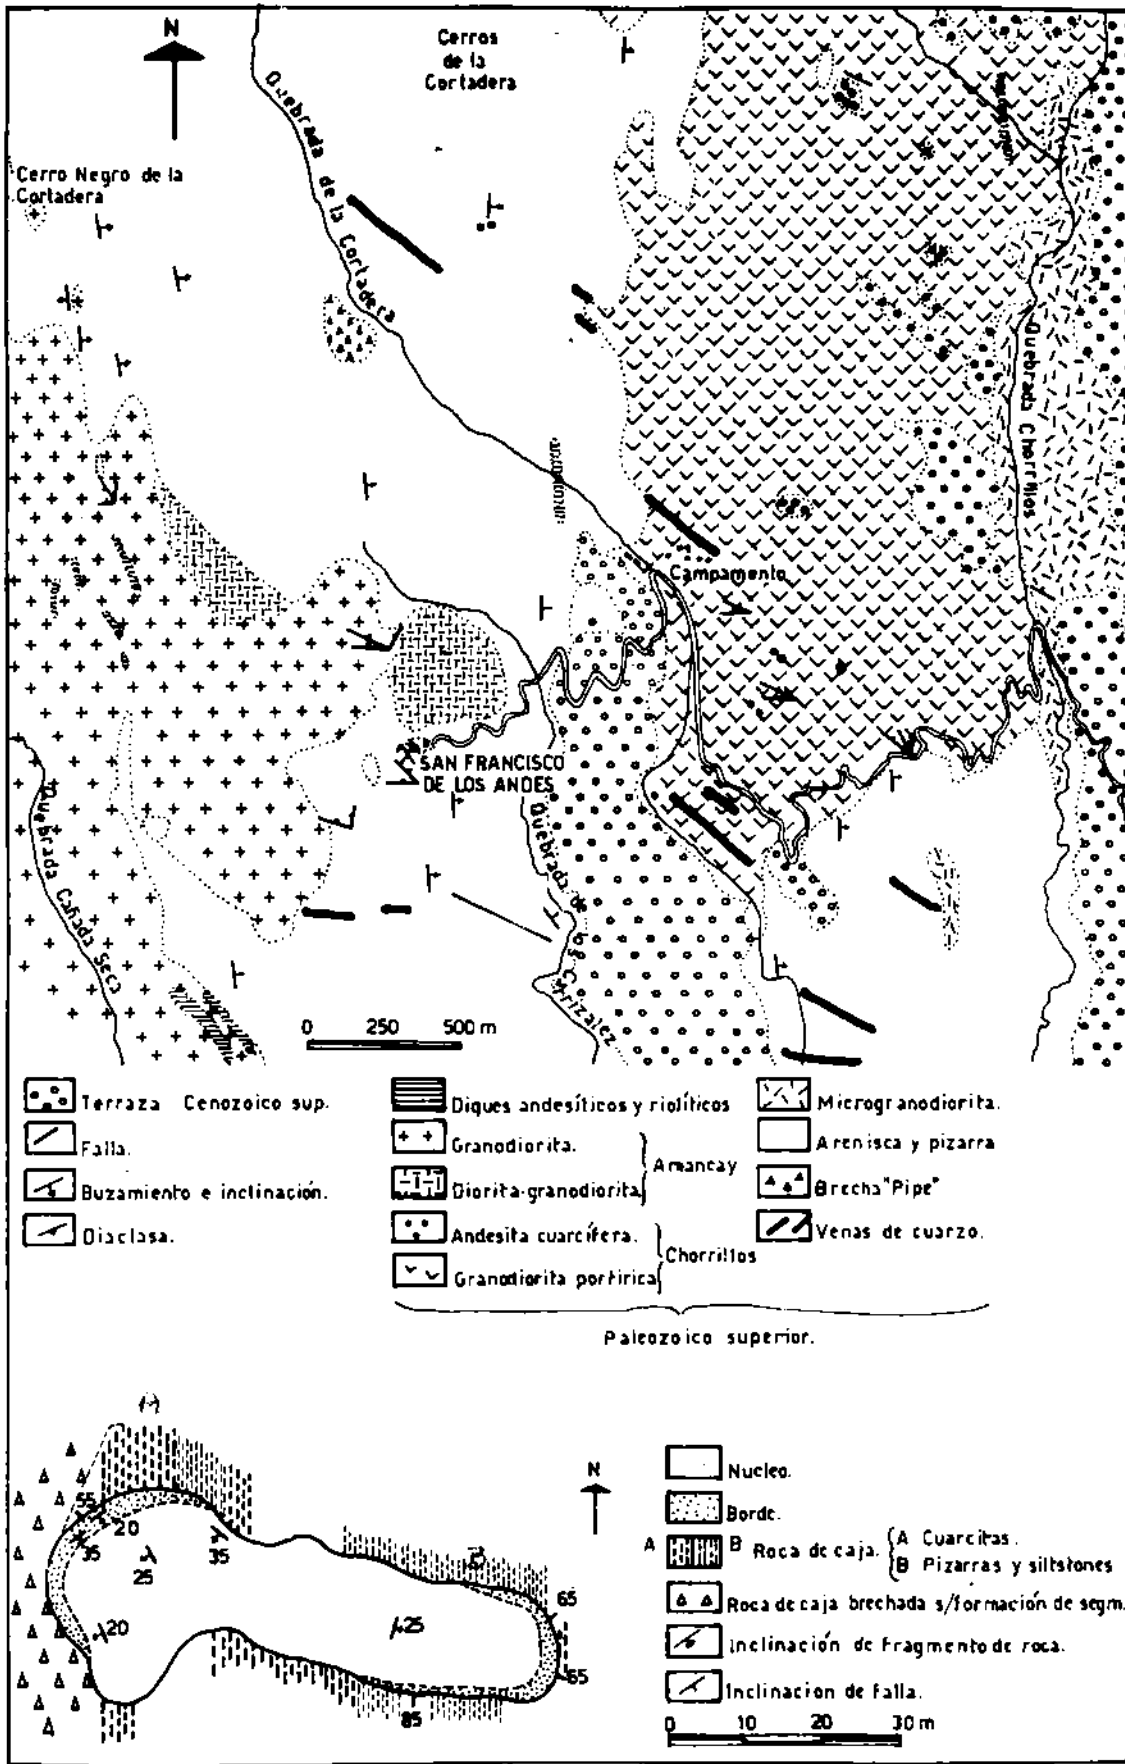 N
Cerros
de la
Cortadera
Cerro Negro de la
Cortadera
Quebrada de la Cortadera
Quebrada Chorrillos
Campamento
SAN FRANCISCO
DE LOS ANDES
Quebrada Cañada Seca
Quebrada de los Carrizalez
0 250 500 m
Terraza Cenozoico sup.
Falla.
Buzamiento e inclinación.
Diaclasa.
Diques andesíticos y riolíticos
Granodiorita.
Diorita-granodiorita
Amancay
Andesita cuarcífera.
Granodiorita porfirica
Chorrillos
Microgranodiorita.
Arenisca y pizarra
Brecha "Pipe"
Venas de cuarzo.
Paleozoico superior.
55
20
35
25
35
20
25
65
65
85
N
Nucleo.
Borde.
A B Roca de caja. A Cuarcitas.
B Pizarras y siltstones
Roca de caja brechada s/formación de segm.
Inclinación de Fragmento de roca.
Inclinacion de falla.
0 10 20 30 m